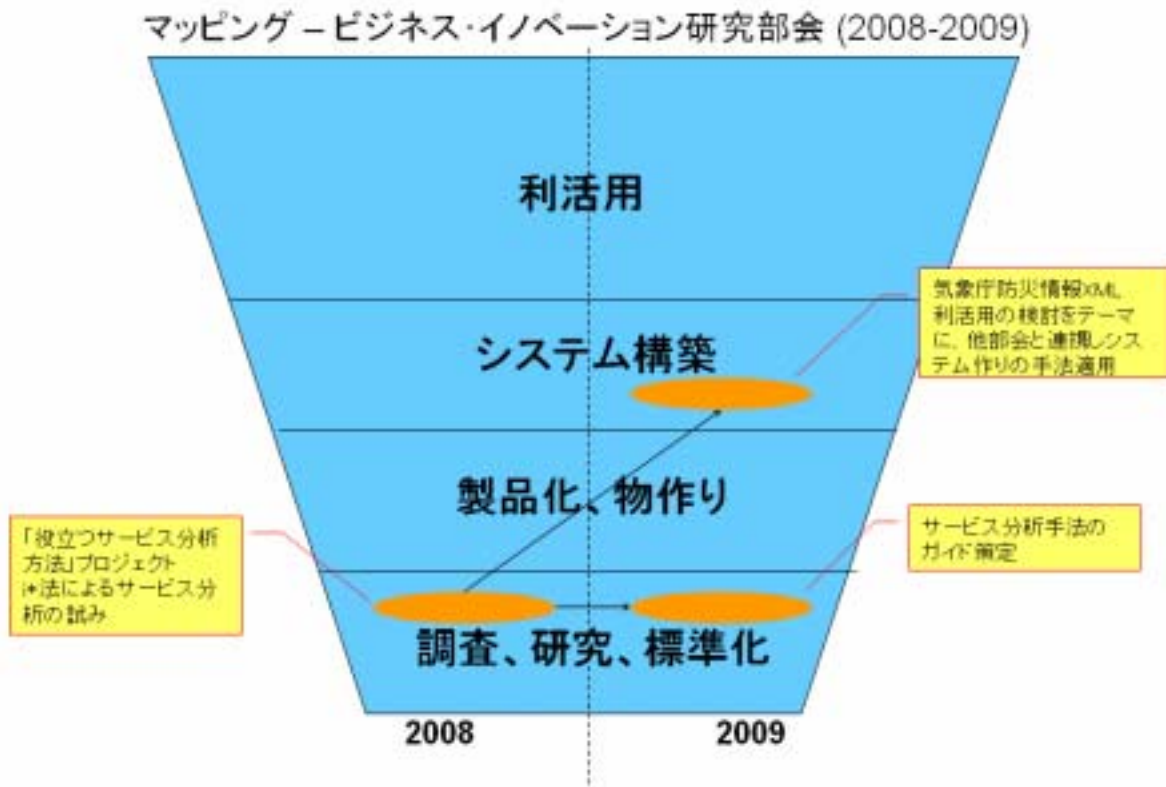 マッピング – ビジネス・イノベーション研究部会 (2008-2009)
利活用
気象庁防災情報XML
利活用の検討をテーマ
に、他部会と連携しシス
テム作りの手法適用
システム構築
製品化、物作り
「役立つサービス分析
方法」プロジェクト
i*法によるサービス分
析の試み
サービス分析手法の
ガイド策定
調査、研究、標準化
2008
2009